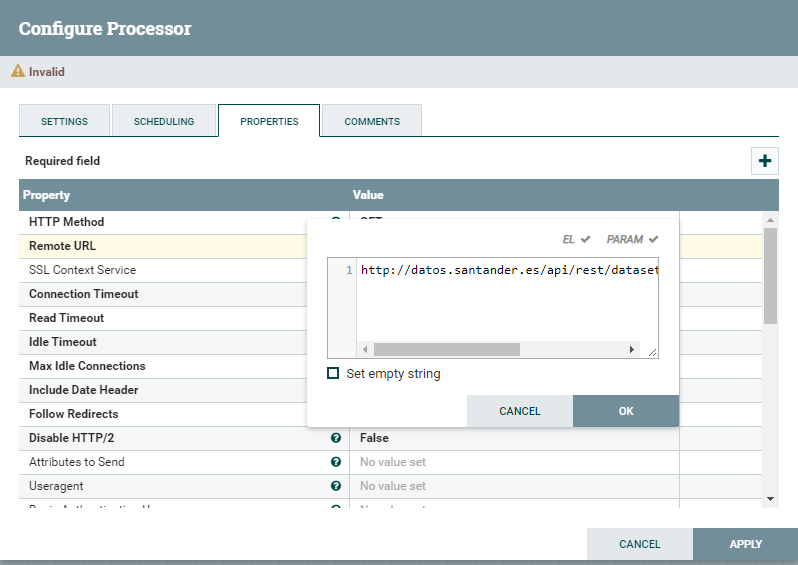 Configure Processor
Invalid
SETTINGS
SCHEDULING
PROPERTIES
COMMENTS
Required field
Property
Value
HTTP Method
Remote URL
SSL Context Service
Connection Timeout
Read Timeout
Idle Timeout
Max Idle Connections
Include Date Header
Follow Redirects
Disable HTTP/2
False
Attributes to Send
No value set
Useragent
No value set
EL
PARAM
1
http://datos.santander.es/api/rest/dataset
Set empty string
CANCEL
OK
CANCEL
APPLY